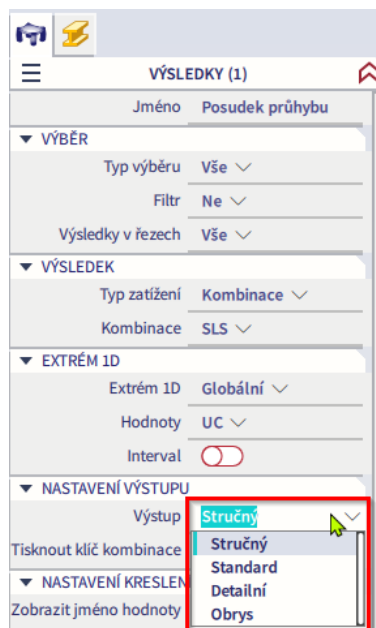 VÝSLEDKY (1)
Jméno Posudek průhybu
VÝBĚR
Typ výběru Vše
Filtr Ne
Výsledky v řezech Vše
VÝSLEDEK
Typ zatížení Kombinace
Kombinace SLS
EXTRÉM 1D
Extrém 1D Globální
Hodnoty UC
Interval
NASTAVENÍ VÝSTUPU
Výstup Stručný
Stručný
Tisknout klíč kombinace
Standard
Detailní
NASTAVENÍ KRESLEN
Obrys
Zobrazit jméno hodnoty